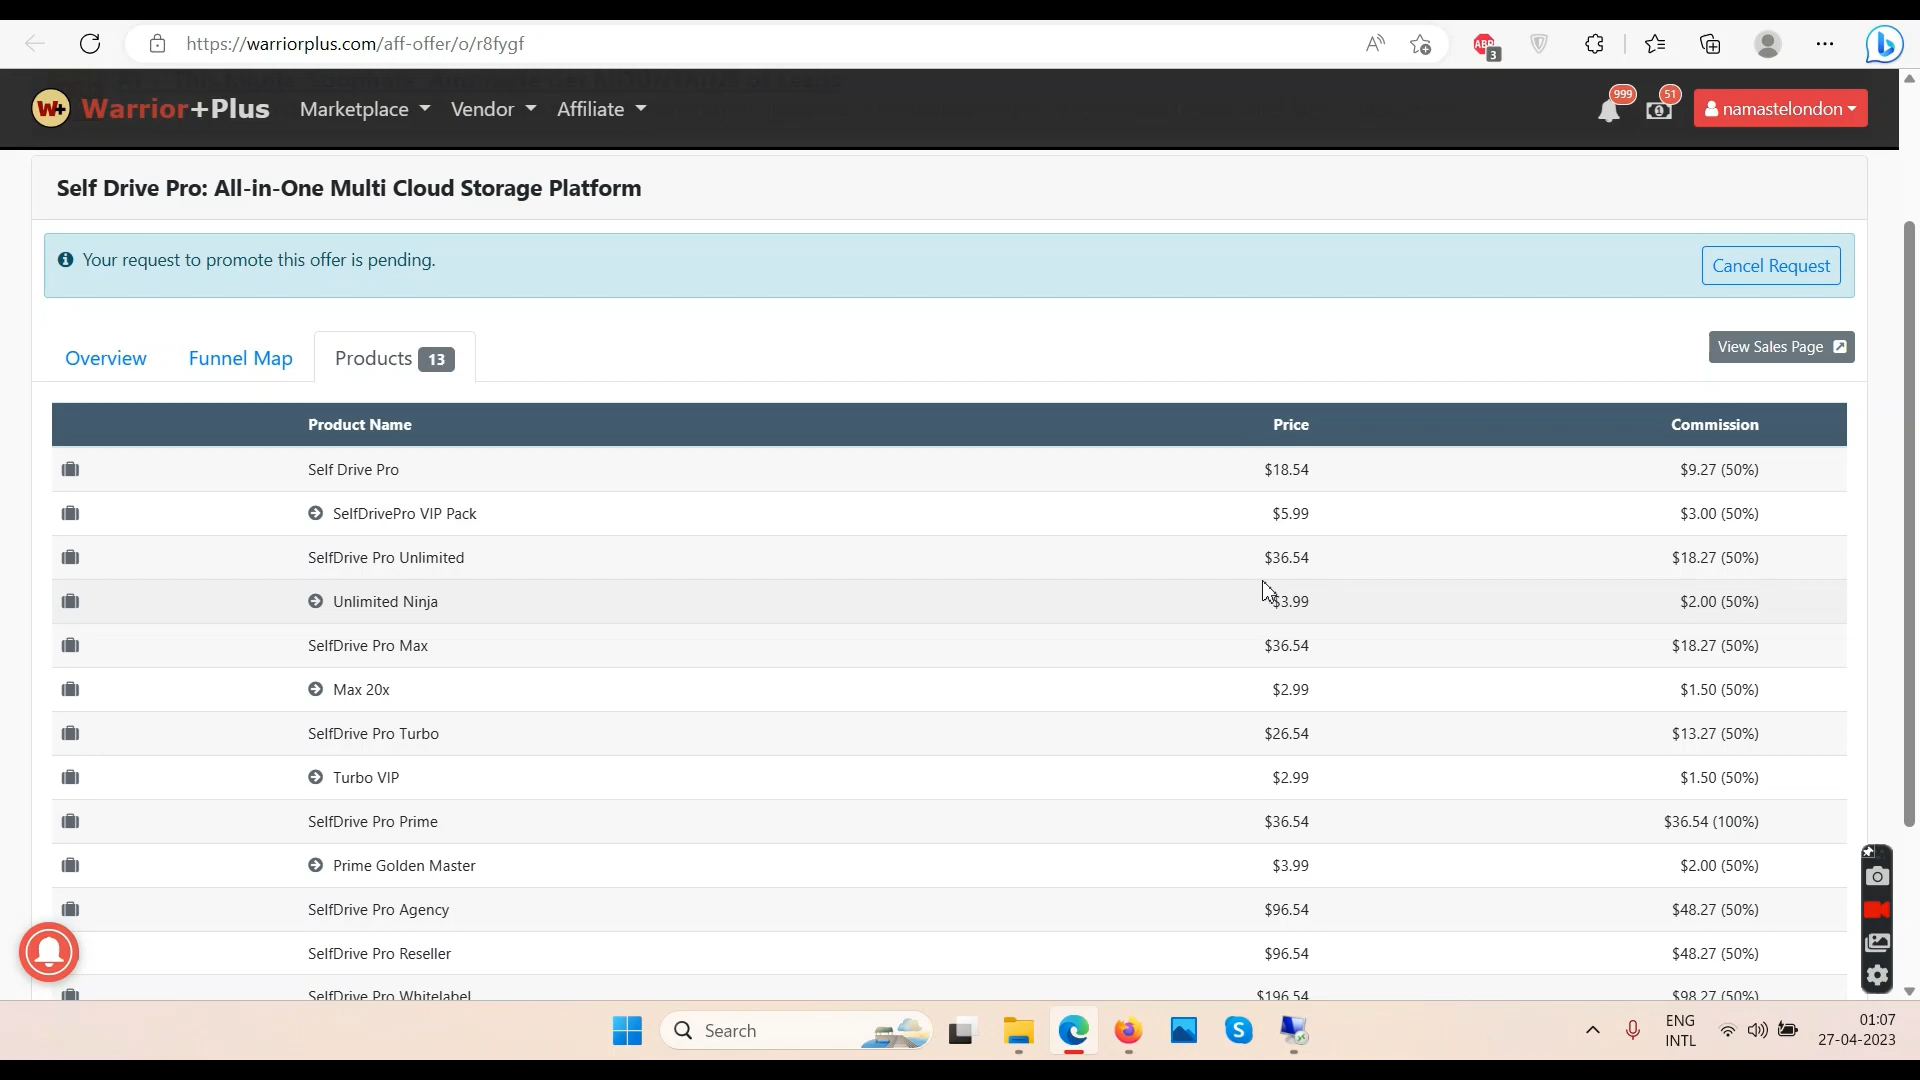 https://warriorplus.com/aff-offer/o/r8fygf
ABP
3
W+ Warrior+Plus Marketplace Vendor Affiliate
999
51
namastelondon
Self Drive Pro: All-in-One Multi Cloud Storage Platform
Your request to promote this offer is pending.
Cancel Request
Overview Funnel Map Products 13
View Sales Page
Product Name Price Commission
Self Drive Pro $18.54 $9.27 (50%)
SelfDrivePro VIP Pack $5.99 $3.00 (50%)
SelfDrive Pro Unlimited $36.54 $18.27 (50%)
Unlimited Ninja $3.99 $2.00 (50%)
SelfDrive Pro Max $36.54 $18.27 (50%)
Max 20x $2.99 $1.50 (50%)
SelfDrive Pro Turbo $26.54 $13.27 (50%)
Turbo VIP $2.99 $1.50 (50%)
SelfDrive Pro Prime $36.54 $36.54 (100%)
Prime Golden Master $3.99 $2.00 (50%)
SelfDrive Pro Agency $96.54 $48.27 (50%)
SelfDrive Pro Reseller $96.54 $48.27 (50%)
SelfDrive Pro Whitelabel $196.54 $98.27 (50%)
Search
ENG
INTL
01:07
27-04-2023